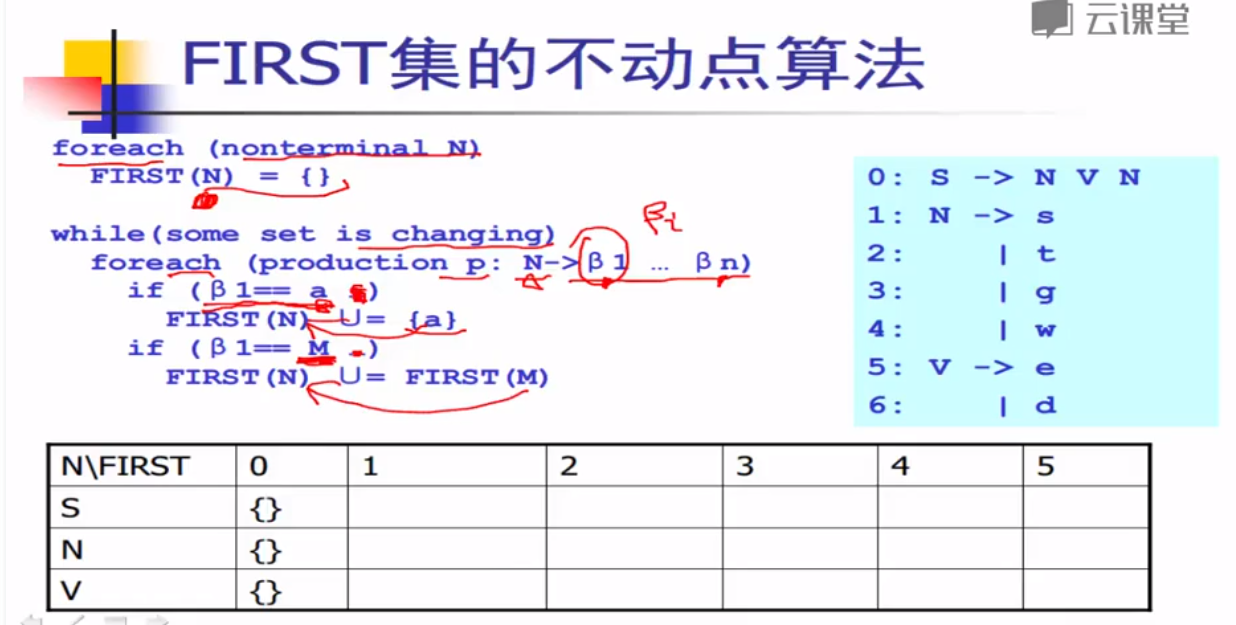 云课堂
FIRST集的不动点算法
foreach (nonterminal N)
FIRST(N) = {}
while(some set is changing)
foreach (production p: N->β1 … βn)
if (β1== a …)
FIRST(N) ∪= {a}
if (β1== M …)
FIRST(N) ∪= FIRST(M)
βi
0: S -> N V N
1: N -> s
2: | t
3: | g
4: | w
5: V -> e
6: | d
N\FIRST 0 1 2 3 4 5
S {}
N {}
V {}